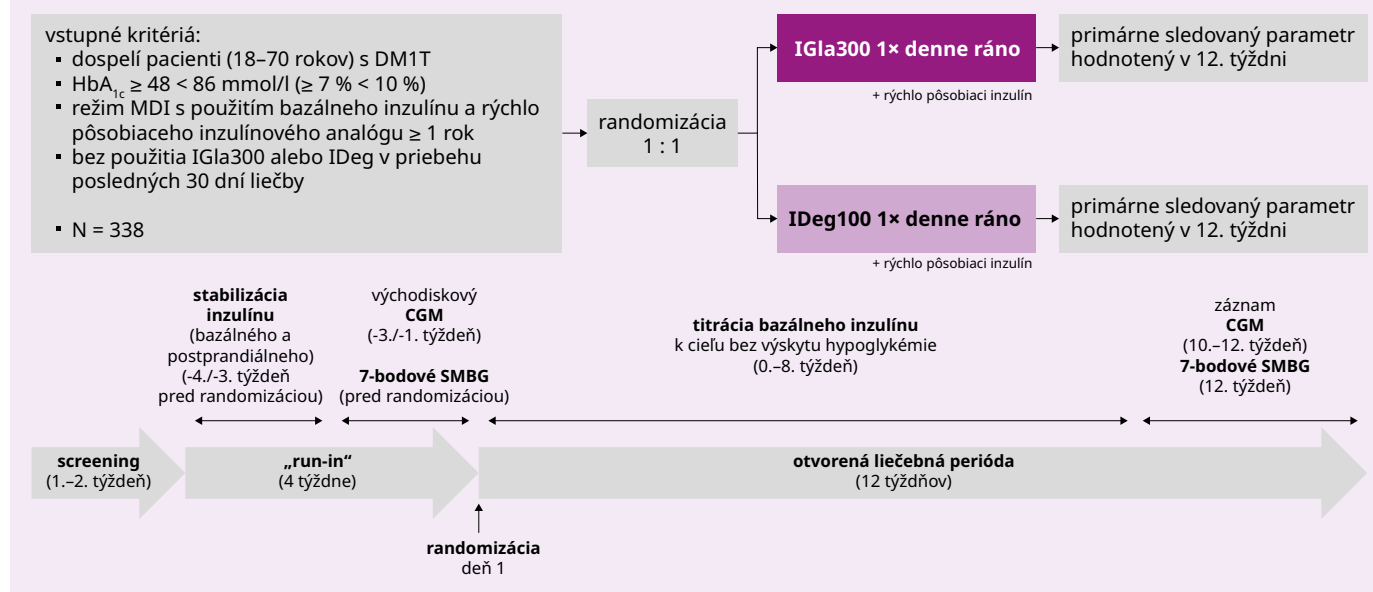 vstupné kritériá:
▪ dospelí pacienti (18–70 rokov) s DM1T
▪ HbA1c ≥ 48 < 86 mmol/l (≥ 7 % < 10 %)
▪ režim MDI s použitím bazálneho inzulínu a rýchlo
pôsobiaceho inzulínového analógu ≥ 1 rok
▪ bez použitia IGla300 alebo IDeg v priebehu
posledných 30 dní liečby
▪ N = 338
randomizácia
1 : 1
IGla300 1× denne ráno
+ rýchlo pôsobiaci inzulín
primárne sledovaný parametr
hodnotený v 12. týždni
IDeg100 1× denne ráno
+ rýchlo pôsobiaci inzulín
primárne sledovaný parametr
hodnotený v 12. týždni
stabilizácia
inzulínu
(bazálného a
postprandiálneho)
(-4./-3. týždeň
pred randomizáciou)
východiskový
CGM
(-3./-1. týždeň)
7-bodové SMBG
(pred randomizáciou)
titrácia bazálneho inzulínu
k cieľu bez výskytu hypoglykémie
(0.–8. týždeň)
záznam
CGM
(10.–12. týždeň)
7-bodové SMBG
(12. týždeň)
screening
(1.–2. týždeň)
„run-in“
(4 týždne)
otvorená liečebná perióda
(12 týždňov)
randomizácia
deň 1